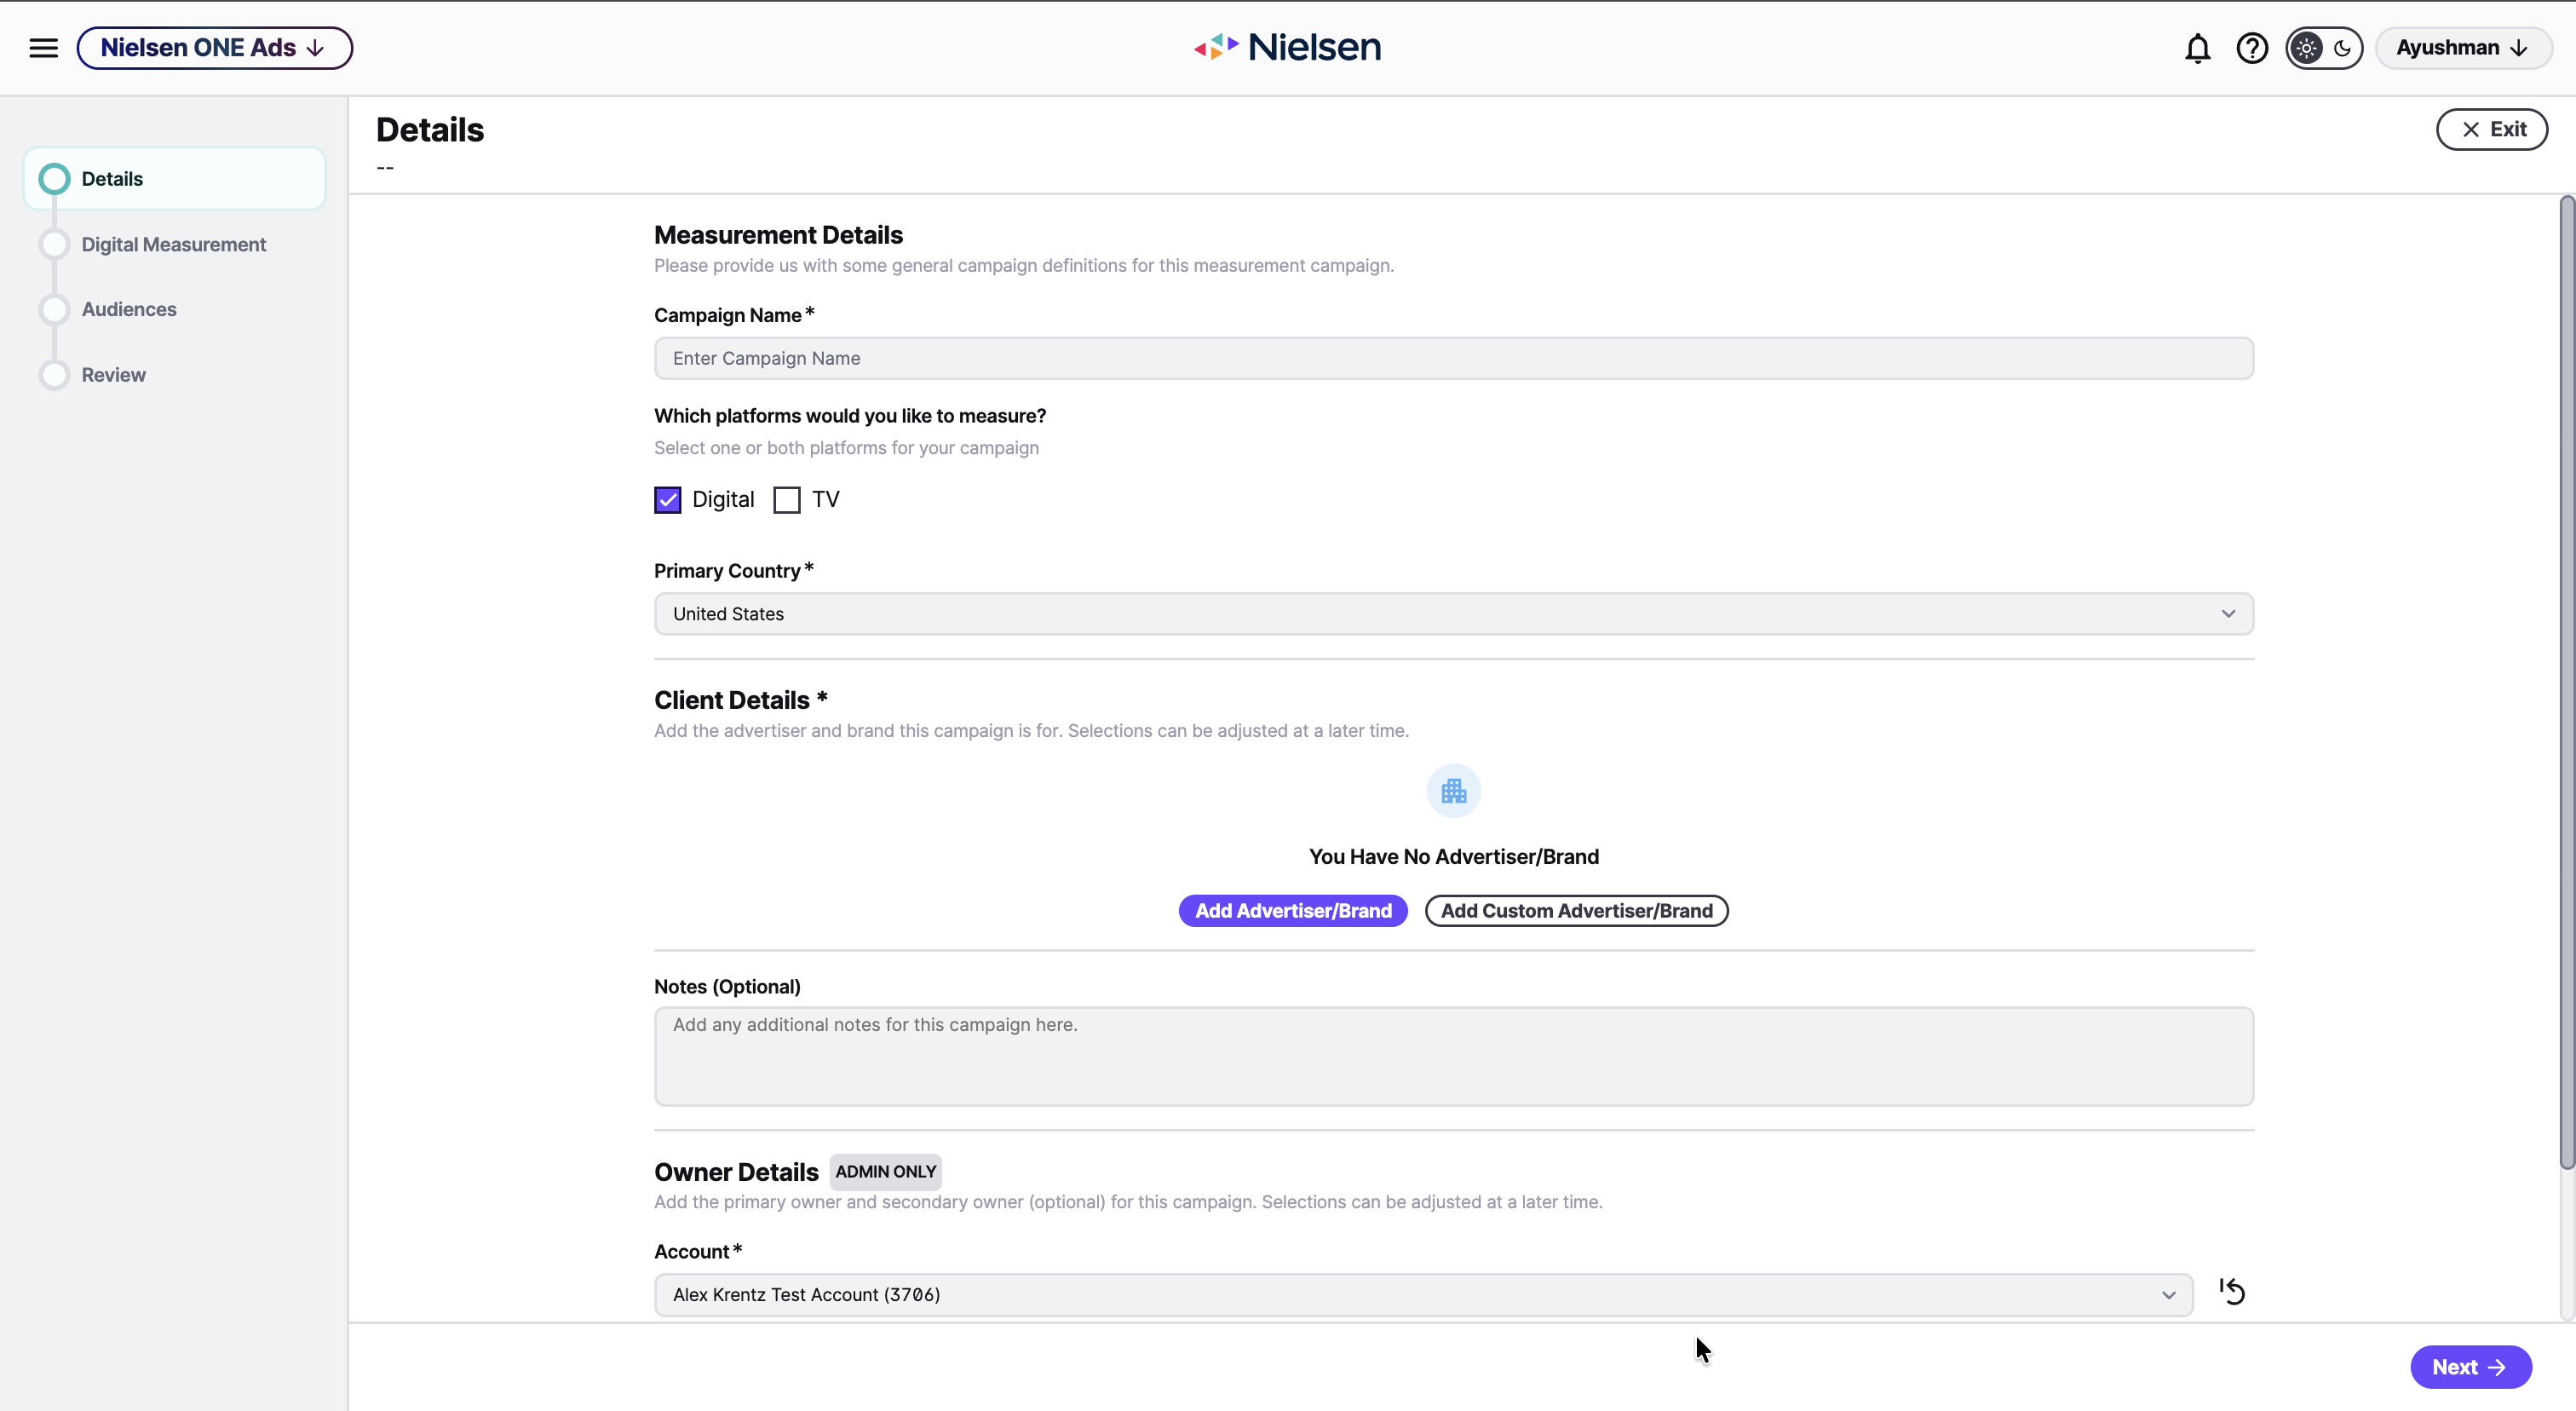 Nielsen ONE Ads
Nielsen
Ayushman
Details
Digital Measurement
Audiences
Review
Details
--
Exit
Measurement Details
Please provide us with some general campaign definitions for this measurement campaign.
Campaign Name*
Enter Campaign Name
Which platforms would you like to measure?
Select one or both platforms for your campaign
Digital TV
Primary Country*
United States
Client Details *
Add the advertiser and brand this campaign is for. Selections can be adjusted at a later time.
You Have No Advertiser/Brand
Add Advertiser/Brand Add Custom Advertiser/Brand
Notes (Optional)
Add any additional notes for this campaign here.
Owner Details ADMIN ONLY
Add the primary owner and secondary owner (optional) for this campaign. Selections can be adjusted at a later time.
Account*
Alex Krentz Test Account (3706)
Next